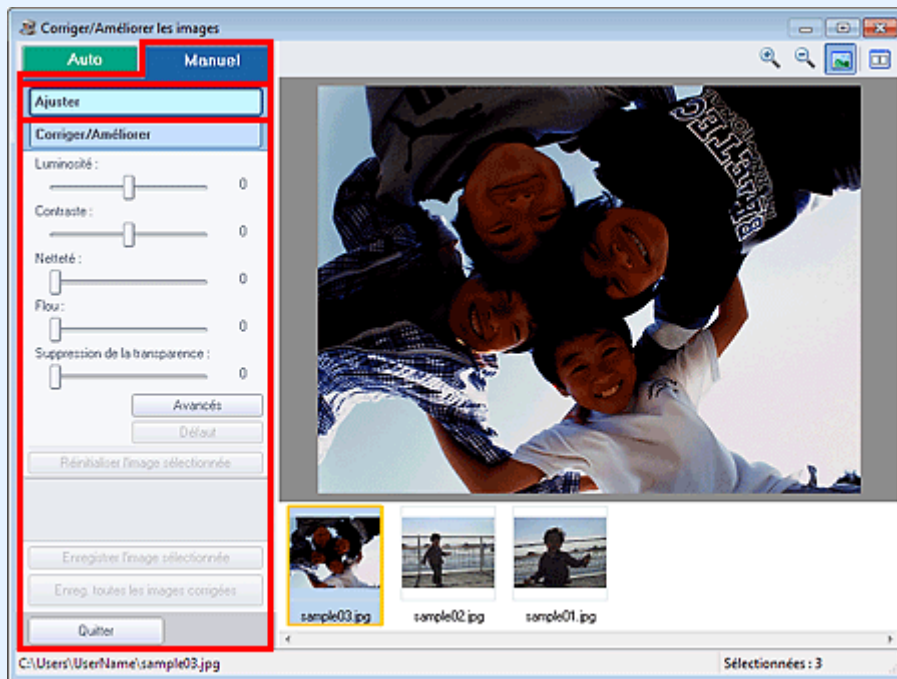 Corriger/Améliorer les images
Auto
Manuel
Ajuster
Corriger/Améliorer
Luminosité :
0
Contraste :
0
Netteté :
0
Flou :
0
Suppression de la transparence :
0
Avancés
Défaut
Réinitialiser l'image sélectionnée
Enregistrer l'image sélectionnée
Enreg. toutes les images corrigées
Quitter
sample03.jpg
sample02.jpg
sample01.jpg
C:\Users\UserName\sample03.jpg
Sélectionnées : 3